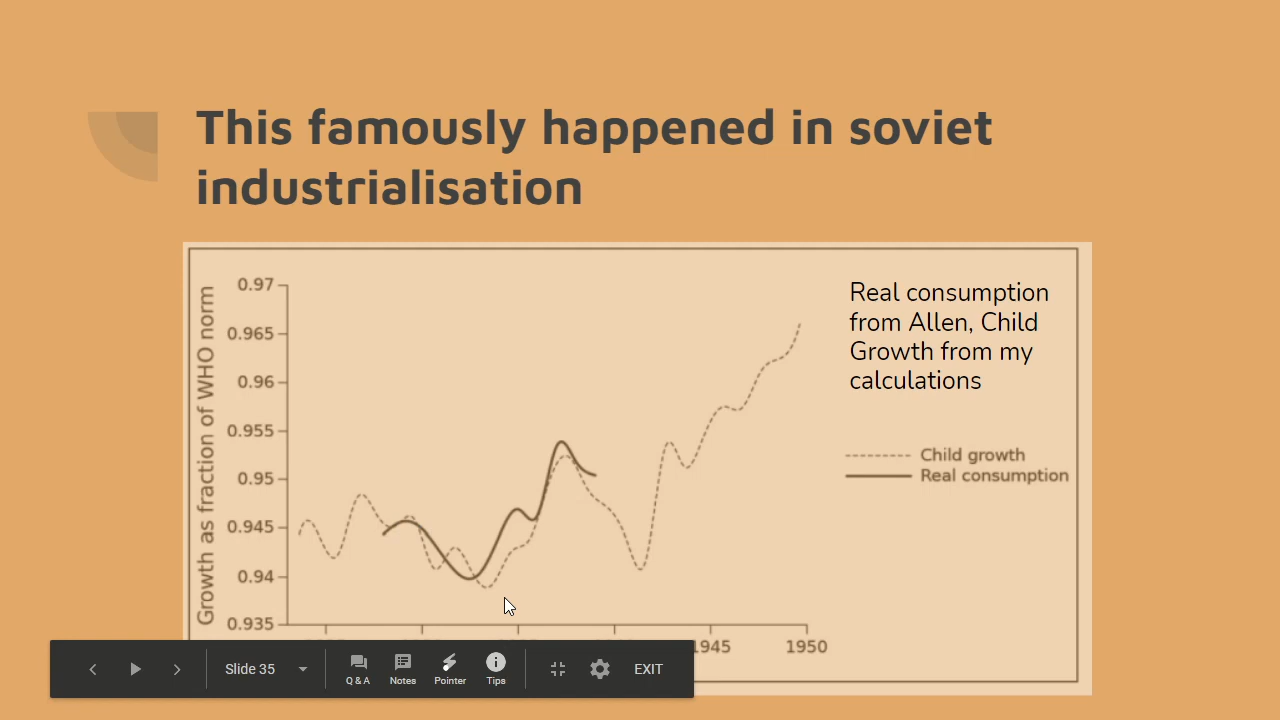 This famously happened in soviet
industrialisation
Growth as fraction of WHO norm
0.97
0.965
0.96
0.955
0.95
0.945
0.94
0.935
1945
1950
Real consumption
from Allen, Child
Growth from my
calculations
Child growth
Real consumption
Slide 35
Q & A
Notes
Pointer
Tips
EXIT